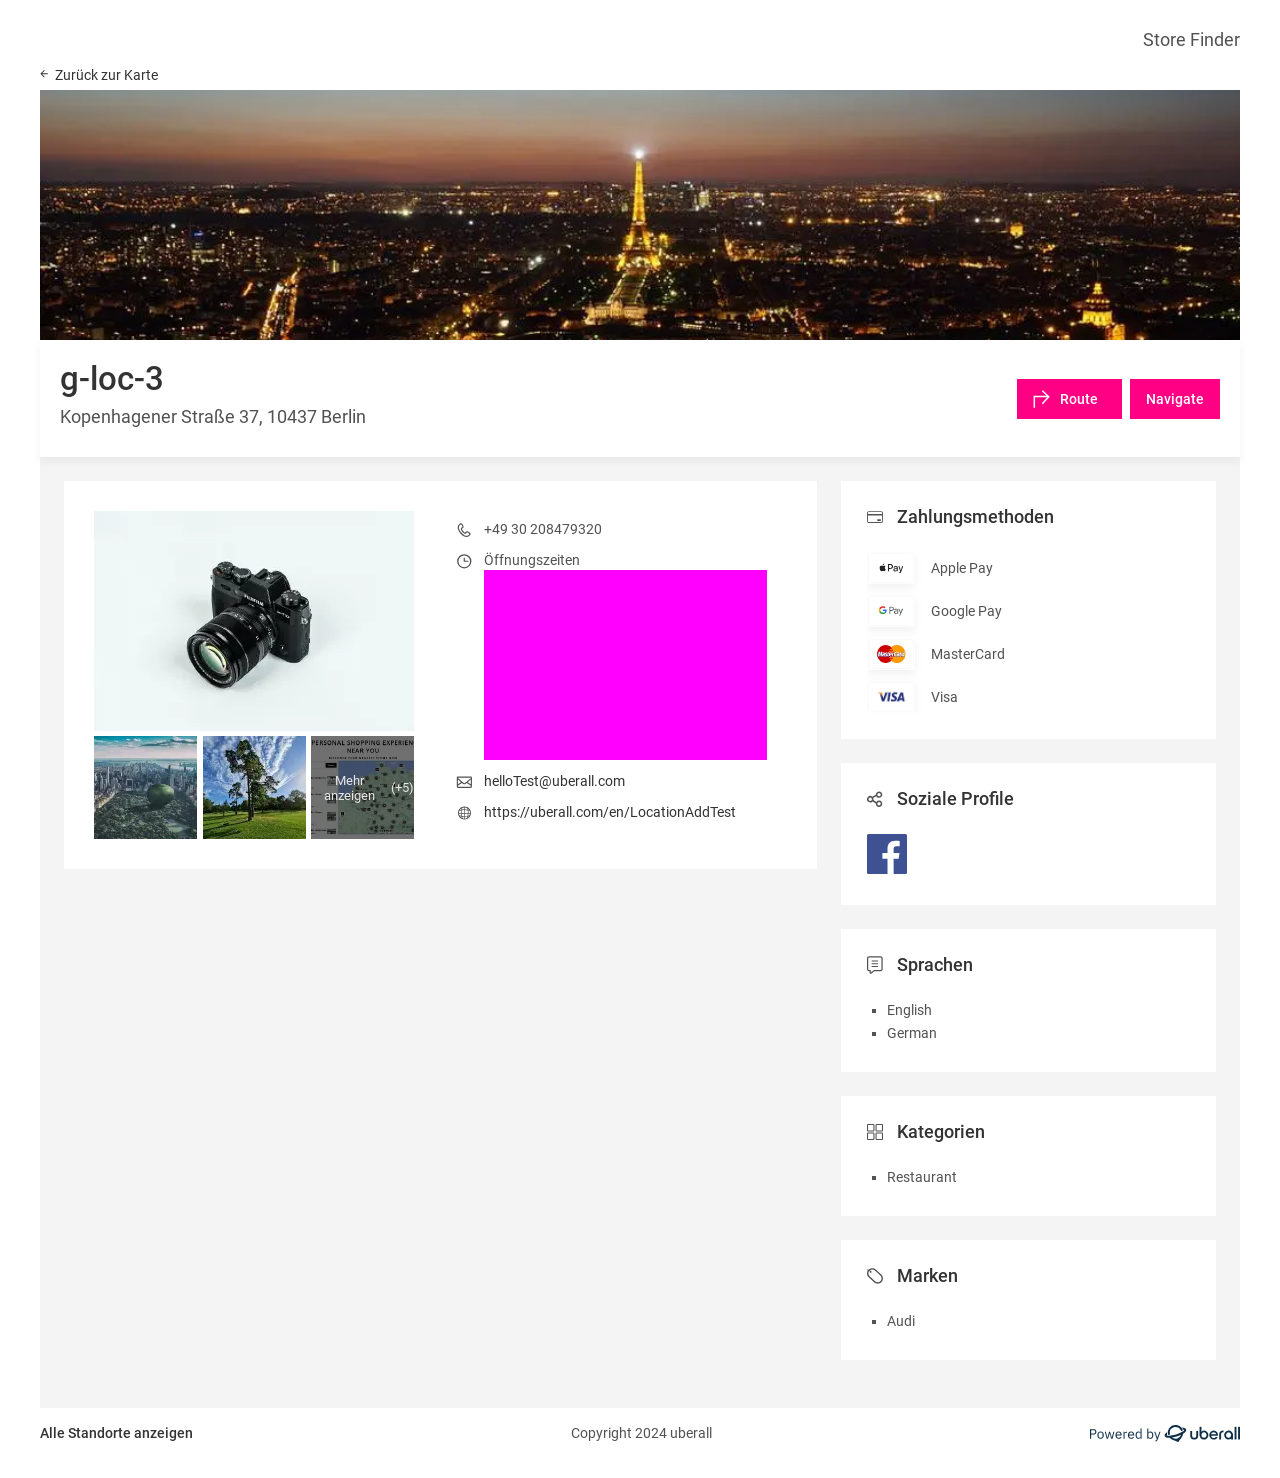 Store Finder
Zurück zur Karte
g-loc-3
Kopenhagener Straße 37, 10437 Berlin
Route
Navigate
FUJIFILM
PERSONAL SHOPPING EXPERIEN
NEAR YOU
Mehr
anzeigen
(+5)
+49 30 208479320
Öffnungszeiten
helloTest@uberall.com
https://uberall.com/en/LocationAddTest
Zahlungsmethoden
Pay
Apple Pay
G Pay
Google Pay
MasterCard
MasterCard
VISA
Visa
Soziale Profile
Sprachen
English
German
Kategorien
Restaurant
Marken
Audi
Alle Standorte anzeigen
Copyright 2024 uberall
Powered by uberall